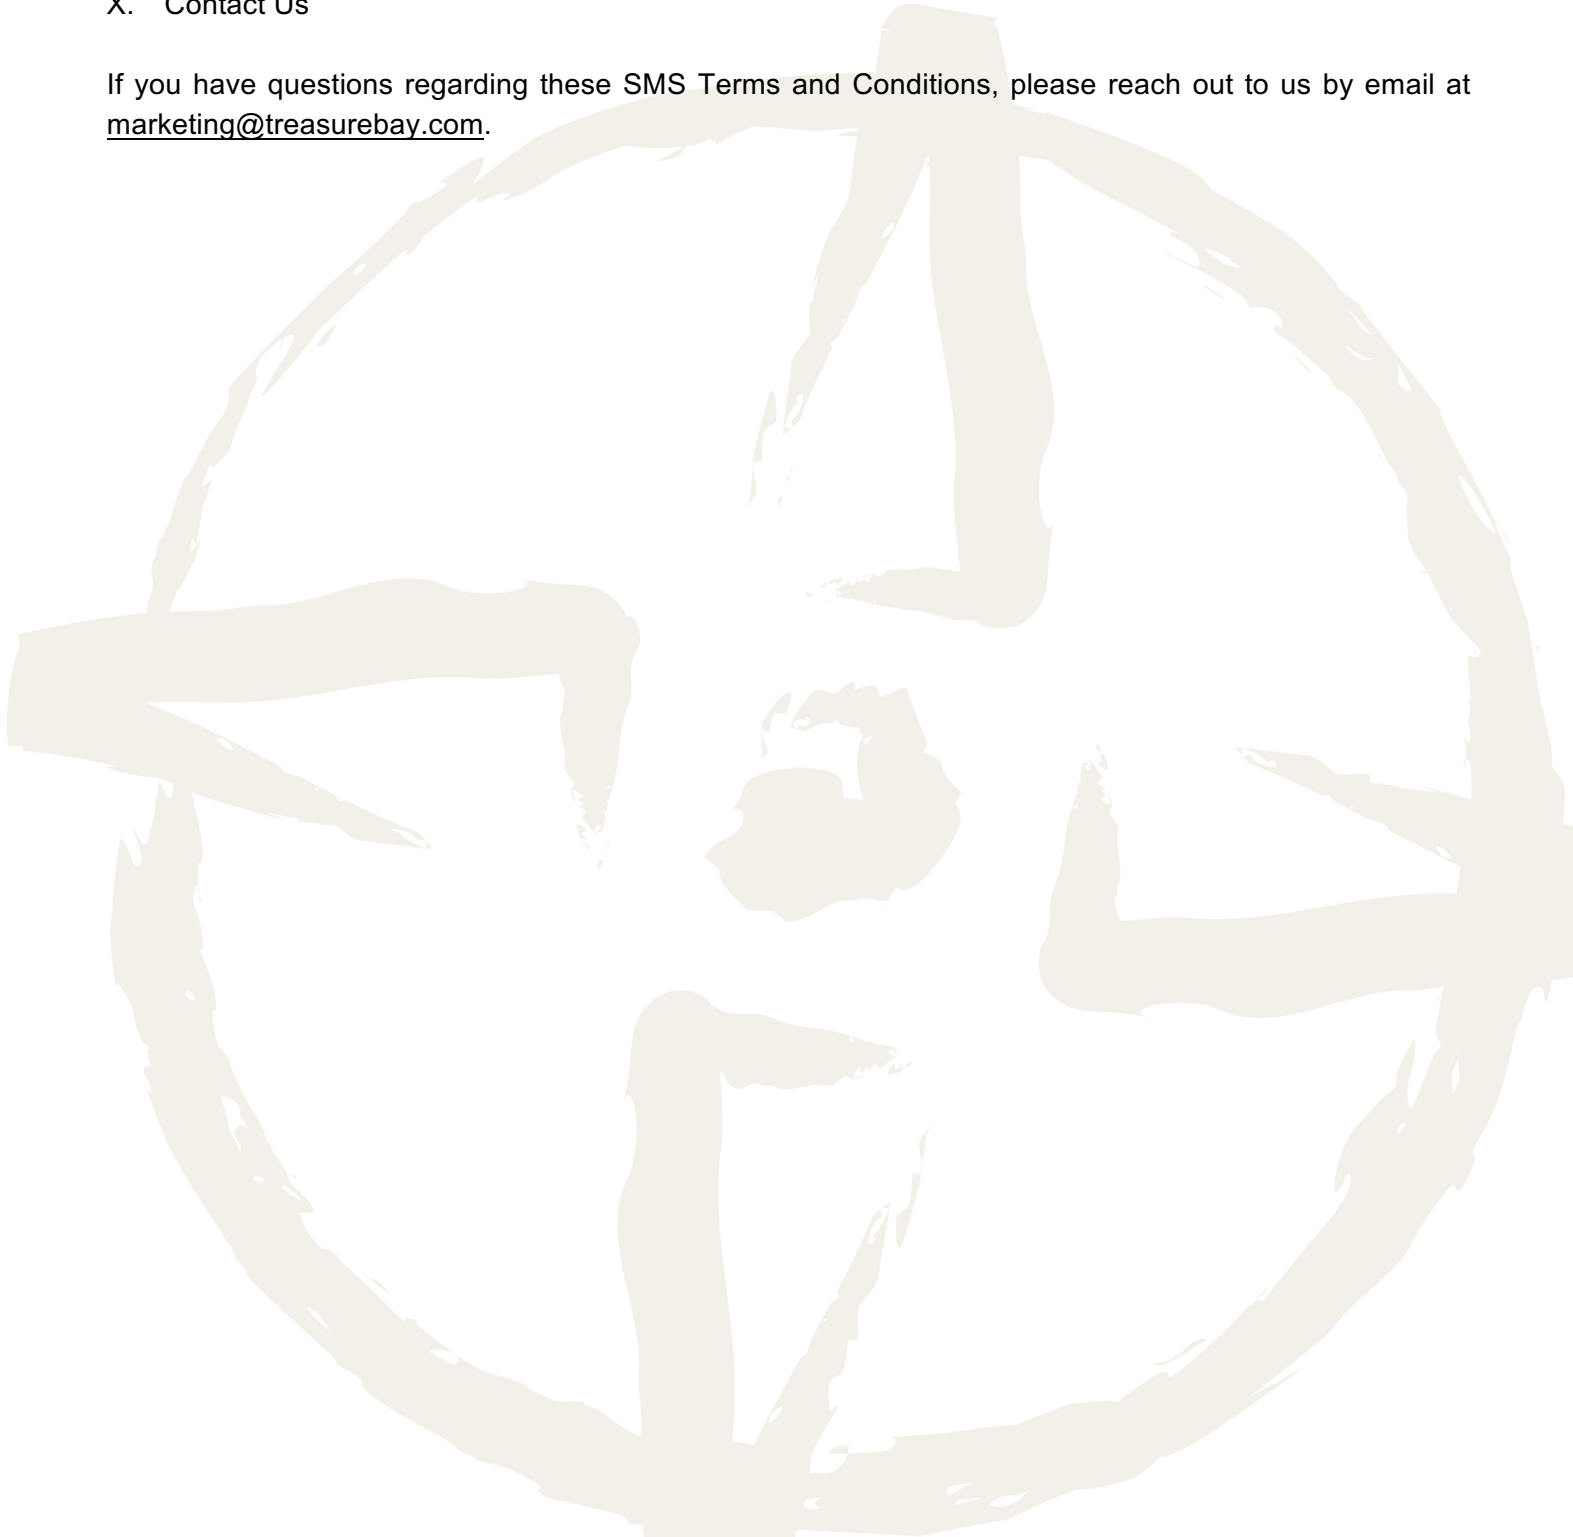 X. Contact Us
If you have questions regarding these SMS Terms and Conditions, please reach out to us by email at
marketing@treasurebay.com.